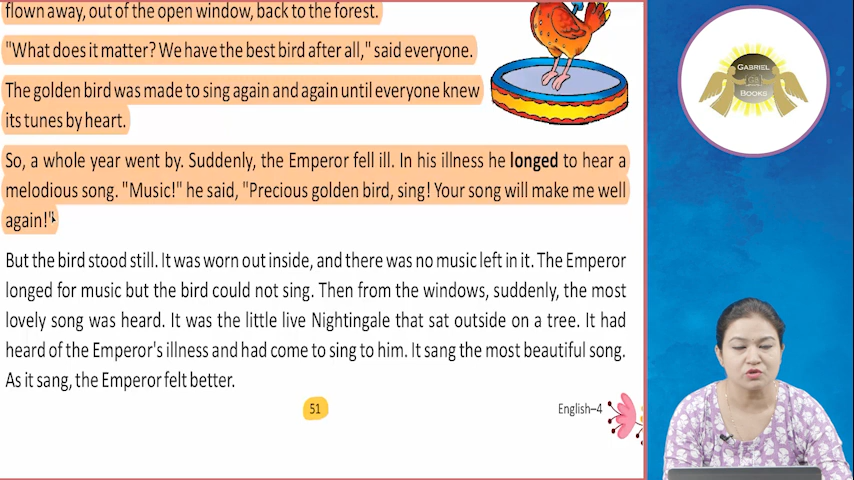 flown away, out of the open window, back to the forest.
"What does it matter? We have the best bird after all," said everyone.
The golden bird was made to sing again and again until everyone knew
its tunes by heart.
So, a whole year went by. Suddenly, the Emperor fell ill. In his illness he longed to hear a
melodious song. "Music!" he said, "Precious golden bird, sing! Your song will make me well
again!"
But the bird stood still. It was worn out inside, and there was no music left in it. The Emperor
longed for music but the bird could not sing. Then from the windows, suddenly, the most
lovely song was heard. It was the little live Nightingale that sat outside on a tree. It had
heard of the Emperor's illness and had come to sing to him. It sang the most beautiful song.
As it sang, the Emperor felt better.
51
English–4
GABRIEL
BOOKS